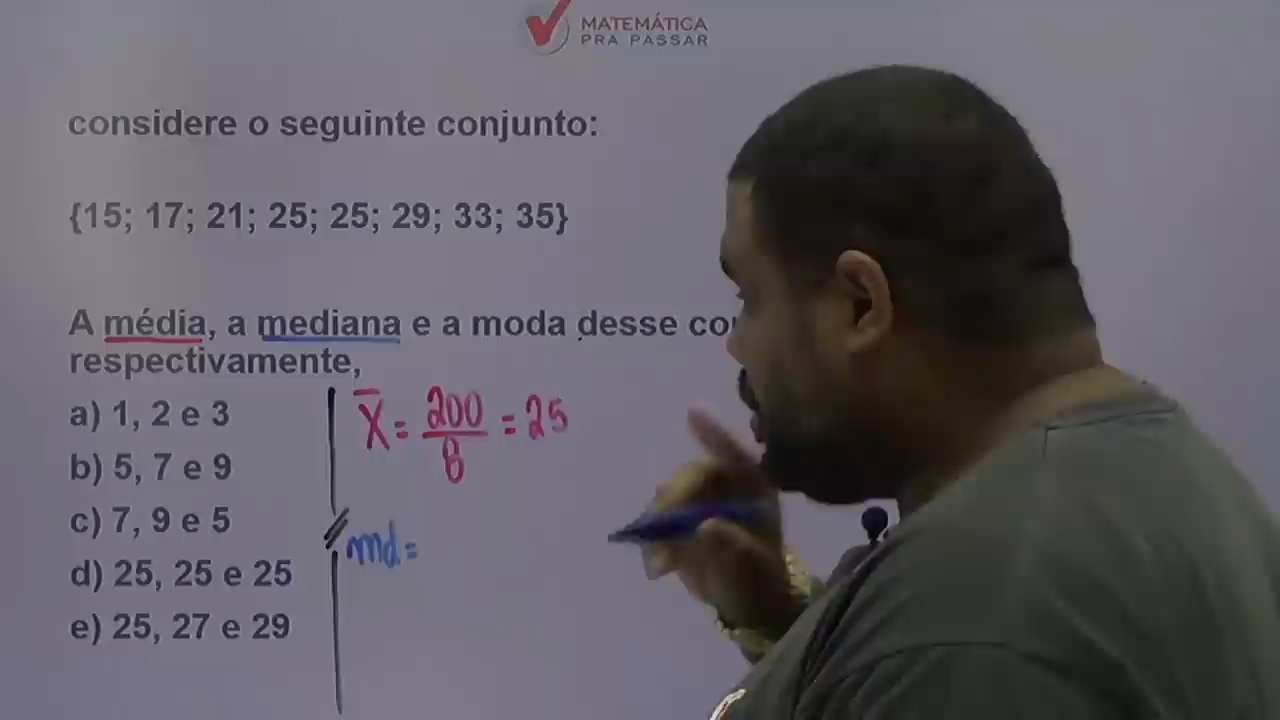 MATEMÁTICA
PRA PASSAR
considere o seguinte conjunto:
{15; 17; 21; 25; 25; 29; 33; 35}
A média, a mediana e a moda desse
respectivamente,
a) 1, 2 e 3
b) 5, 7 e 9
c) 7, 9 e 5
d) 25, 25 e 25
e) 25, 27 e 29
X̄ = 200/8 = 25
md =